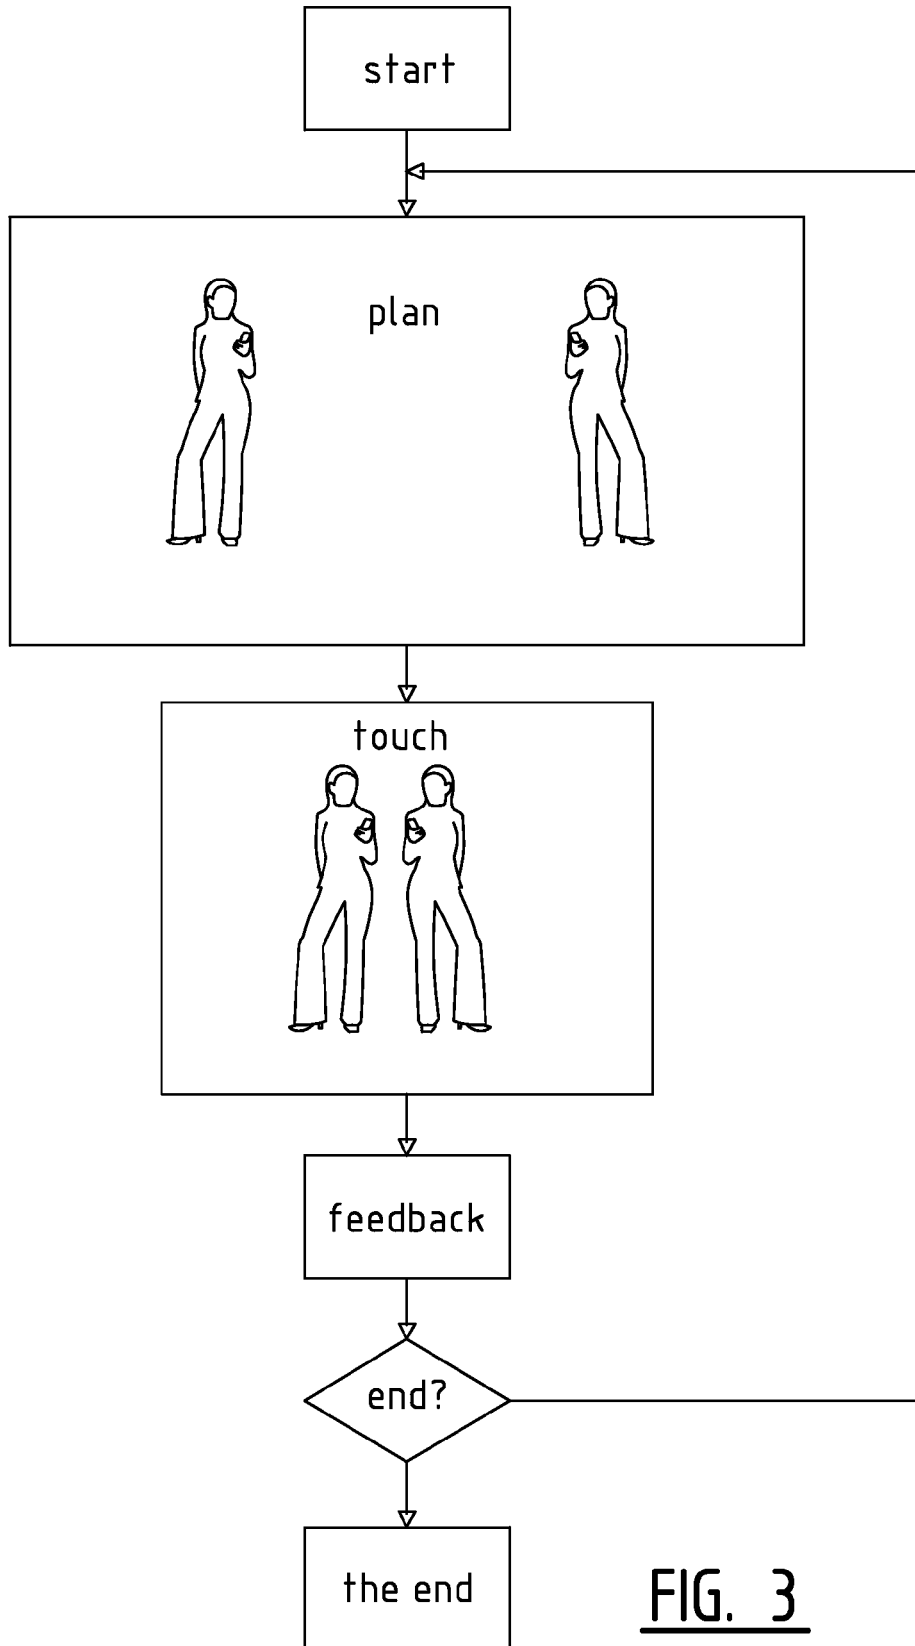 start
plan
touch
feedback
end?
the end
FIG. 3